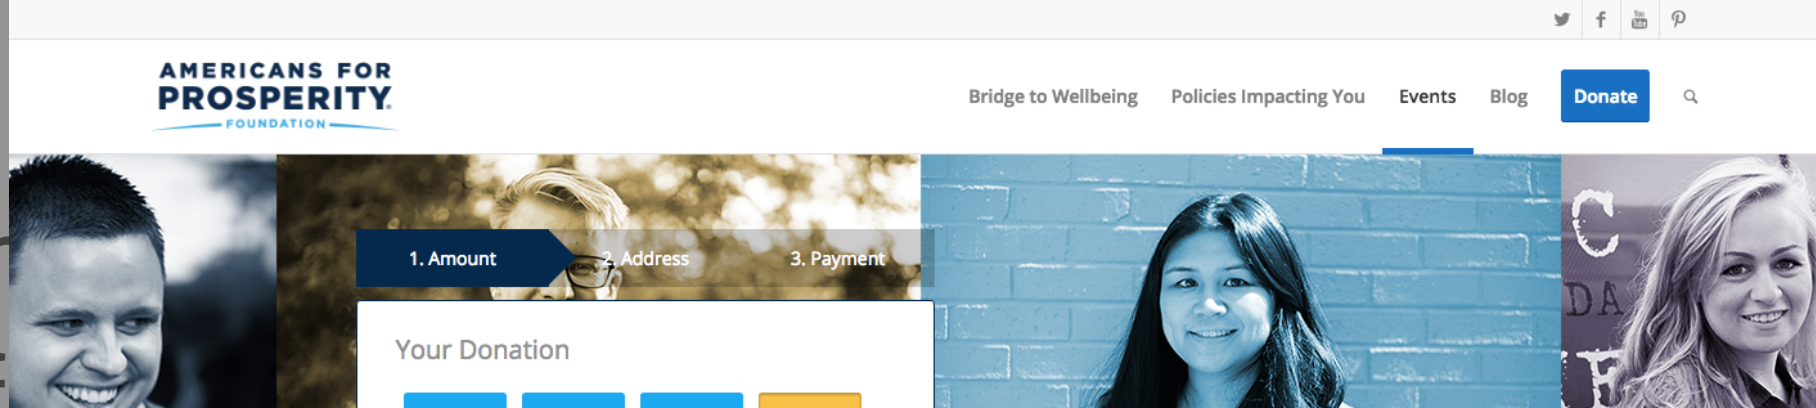 AMERICANS FOR
PROSPERITY®
FOUNDATION
Bridge to Wellbeing
Policies Impacting You
Events
Blog
Donate
1. Amount
2. Address
3. Payment
Your Donation
C
DA